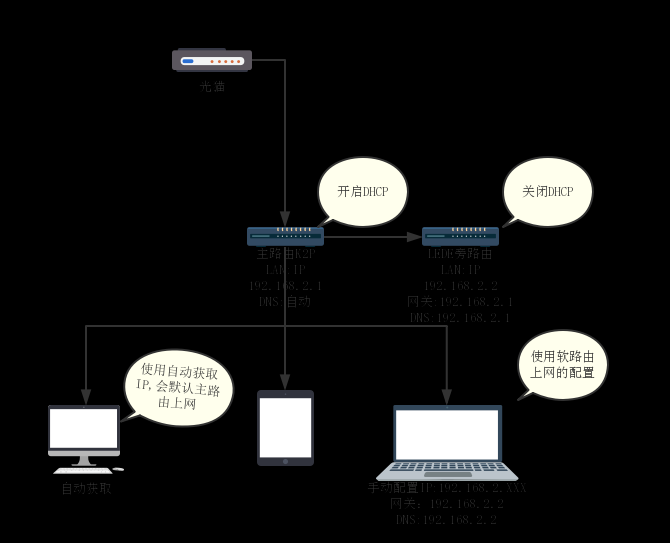 光猫
开启DHCP
关闭DHCP
主路由K2P
LAN:IP
192.168.2.1
DNS 自动
LEDE旁路由
LAN:IP
192.168.2.2
网关:192.168.2.1
DNS:192.168.2.1
使用自动获取
IP,会默认主路
由上网
使用软路由
上网的配置
自动获取
手动配置IP 192.168.2.XXX
网关：192.168.2.2
DNS 192.168.2.2